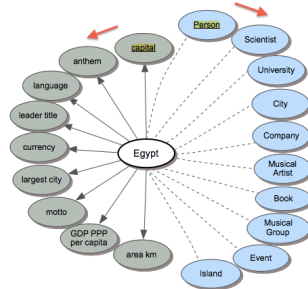 Person
capital
Scientist
anthem
University
language
City
leader title
Company
currency
Egypt
Musical
Artist
largest city
Book
motto
Musical
Group
GDP PPP
per capita
area km
Event
Island